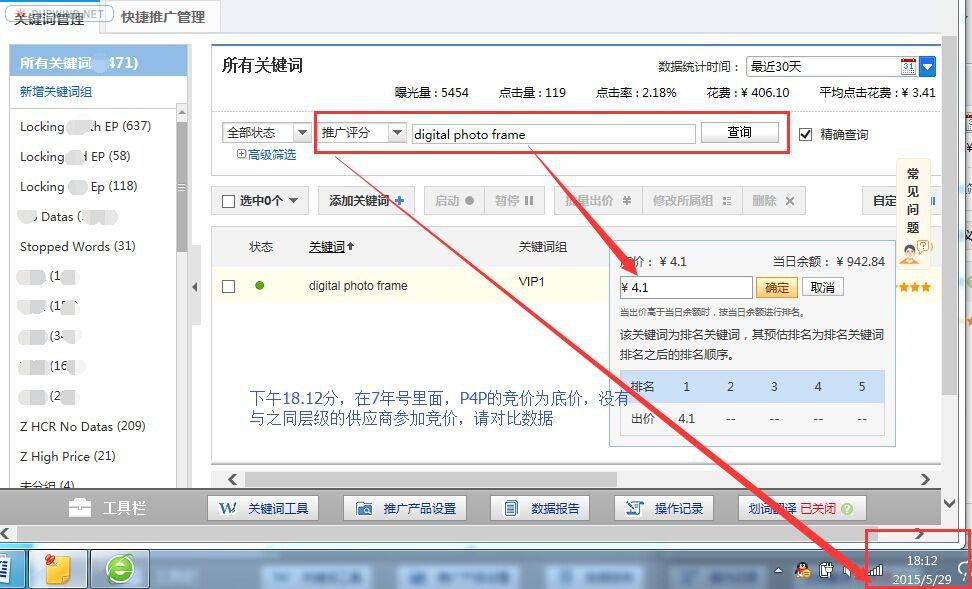 关键词管理
快捷推广管理
所有关键词 471)
新增关键词组
Locking th EP (637)
Locking d EP (58)
Locking Ep (118)
Datas (
Stopped Words (31)
(1
(15
(3
(16
(2
Z HCR No Datas (209)
Z High Price (21)
未分组 (4)
所有关键词
数据统计时间： 最近30天 31
曝光量：5454 点击量：119 点击率：2.18% 花费：¥ 406.10 平均点击花费：¥ 3.41
全部状态 推广评分 digital photo frame 查询 精确查询
高级筛选
选中0个 添加关键词 启动 暂停 批量出价 ¥ 修改所属组 删除 自定
常见问题
状态 关键词 关键词组
digital photo frame VIP1
底价：¥ 4.1 当日余额：¥ 942.84
¥ 4.1 确定 取消
当出价高于当日余额时，按当日余额进行排名。
该关键词为排名关键词，其预估排名为排名关键词
排名之后的排名顺序。
排名 1 2 3 4 5
出价 4.1 -- -- -- --
下午18.12分，在7年号里面，P4P的竞价为底价，没有
与之同层级的供应商参加竞价，请对比数据
工具栏 关键词工具 推广产品设置 数据报告 操作记录 划词翻译 已关闭
18:12
2015/5/29